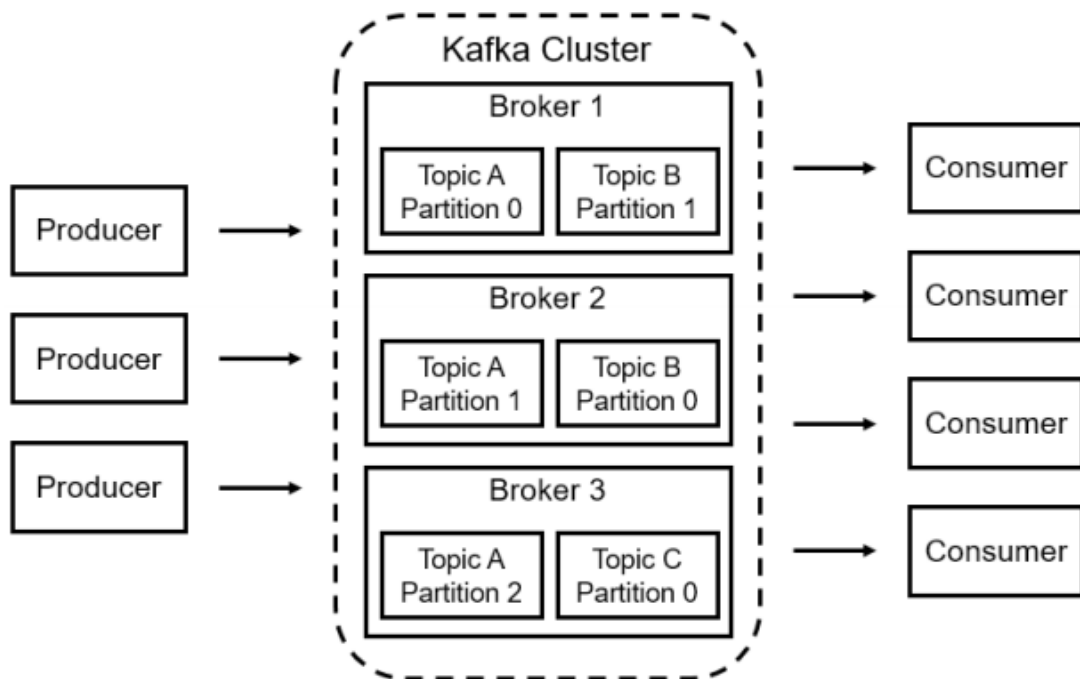 Kafka Cluster
Broker 1
Topic A
Partition 0
Topic B
Partition 1
Broker 2
Topic A
Partition 1
Topic B
Partition 0
Broker 3
Topic A
Partition 2
Topic C
Partition 0
Producer
Producer
Producer
Consumer
Consumer
Consumer
Consumer